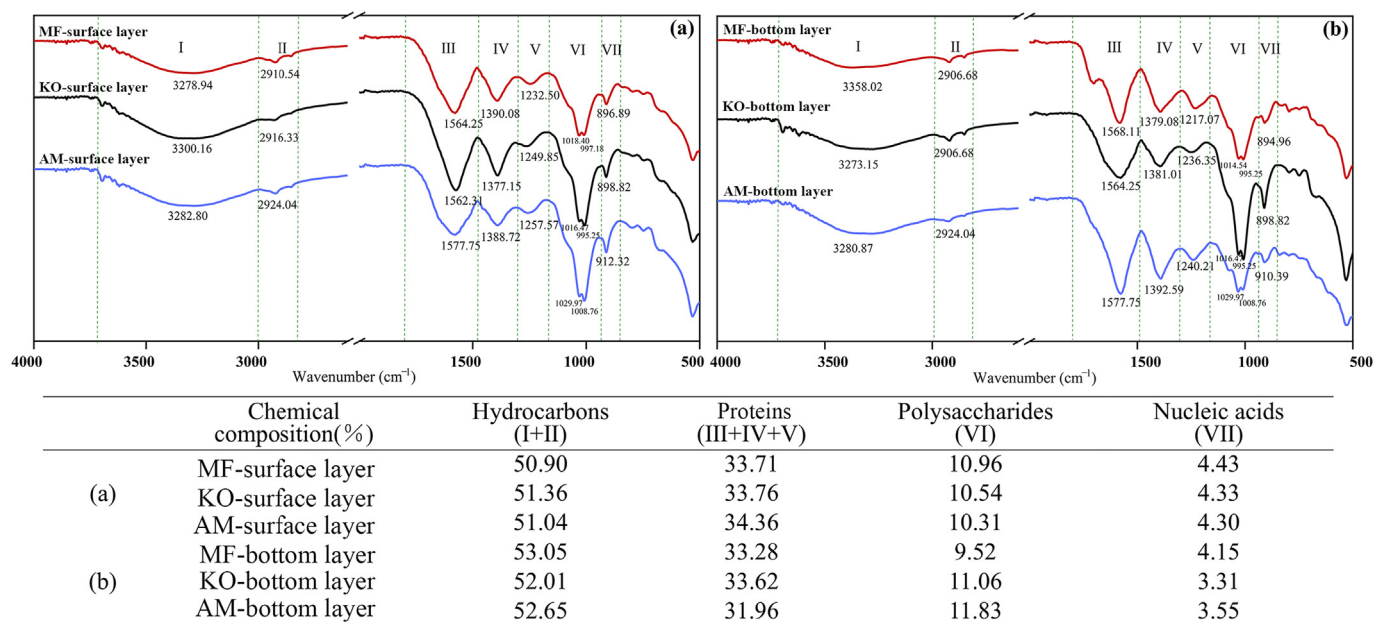 (a)
MF-surface layer
I
II
III
IV
V
VI
VII
3278.94
2910.54
1564.25
1390.08
1232.50
1018.40
997.18
896.89
KO-surface layer
3300.16
2916.33
1562.31
1377.15
1249.85
1016.47
995.25
898.82
AM-surface layer
3282.80
2924.04
1577.75
1388.72
1257.57
1029.97
1008.76
912.32
4000
3000
1500
1000
500
Wavenumber (cm⁻¹)
(b)
MF-bottom layer
I
II
III
IV
V
VI
VII
3358.02
2906.68
1568.11
1379.08
1217.07
1014.54
995.25
894.96
KO-bottom layer
3273.15
2906.68
1564.25
1381.01
1236.35
1016.47
995.25
898.82
AM-bottom layer
3280.87
2924.04
1577.75
1392.59
1240.21
1029.97
1008.76
910.39
4000
3000
1500
1000
500
Wavenumber (cm⁻¹)
Chemical Hydrocarbons Proteins Polysaccharides Nucleic acids
composition(%) (I+II) (III+IV+V) (VI) (VII)
MF-surface layer 50.90 33.71 10.96 4.43
(a) KO-surface layer 51.36 33.76 10.54 4.33
AM-surface layer 51.04 34.36 10.31 4.30
MF-bottom layer 53.05 33.28 9.52 4.15
(b) KO-bottom layer 52.01 33.62 11.06 3.31
AM-bottom layer 52.65 31.96 11.83 3.55